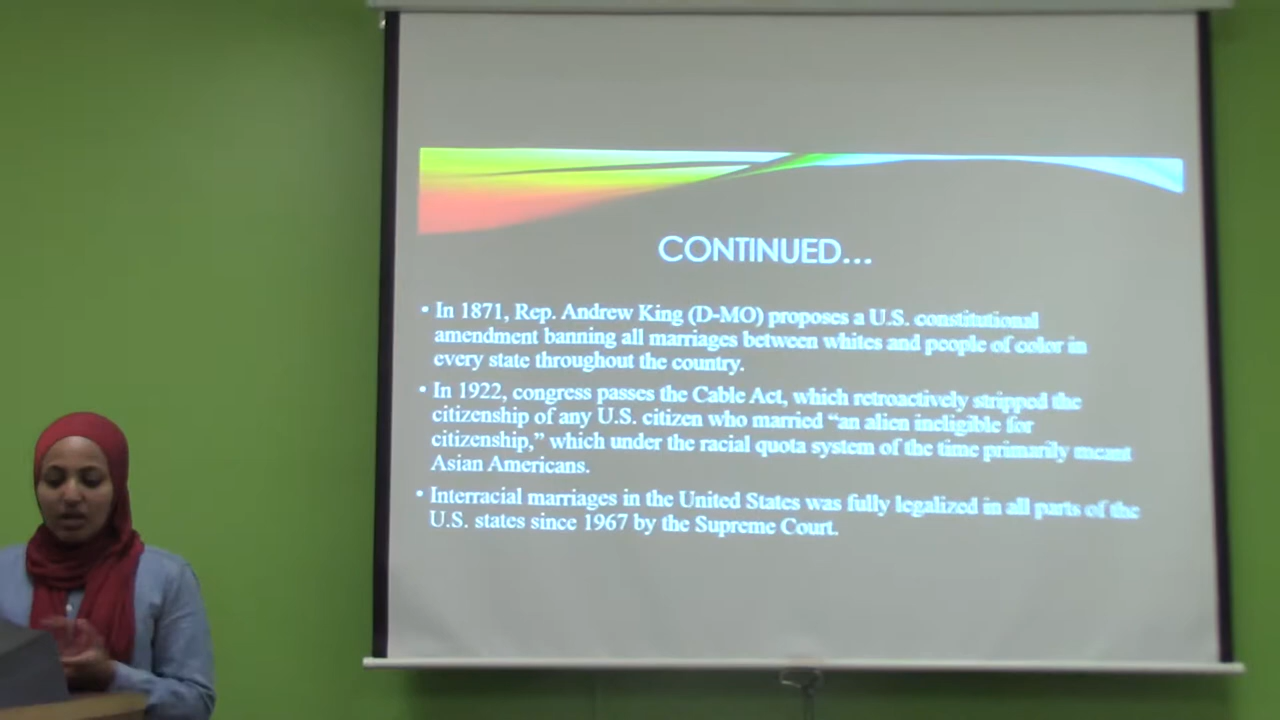 CONTINUED...
• In 1871, Rep. Andrew King (D-MO) proposes a U.S. constitutional
amendment banning all marriages between whites and people of color in
every state throughout the country.
• In 1922, congress passes the Cable Act, which retroactively stripped the
citizenship of any U.S. citizen who married “an alien ineligible for
citizenship,” which under the racial quota system of the time primarily meant
Asian Americans.
• Interracial marriages in the United States was fully legalized in all parts of the
U.S. states since 1967 by the Supreme Court.